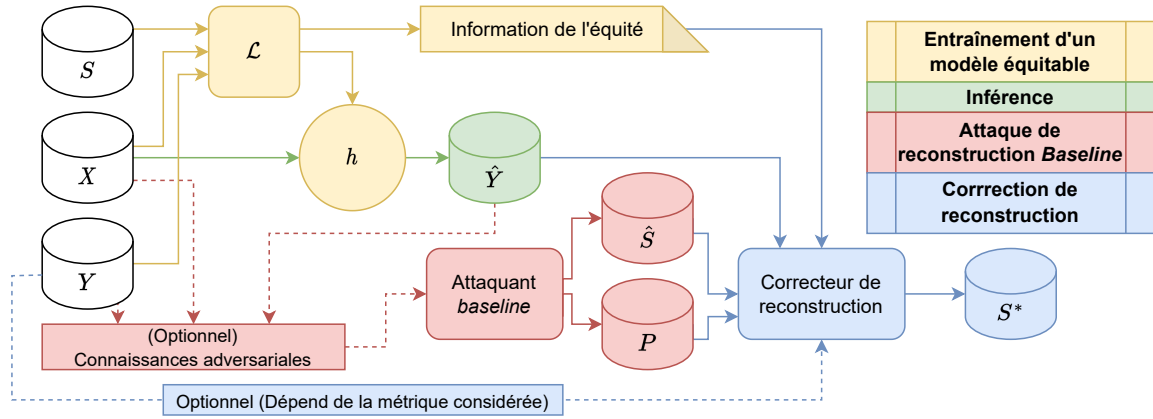 S
ℒ
Information de l'équité
Entraînement d'un
modèle équitable
Inférence
Attaque de
reconstruction Baseline
Corrrection de
reconstruction
X
h
Ŷ
Y
Attaquant
baseline
Ŝ
P
Correcteur de
reconstruction
S*
(Optionnel)
Connaissances adversariales
Optionnel (Dépend de la métrique considérée)